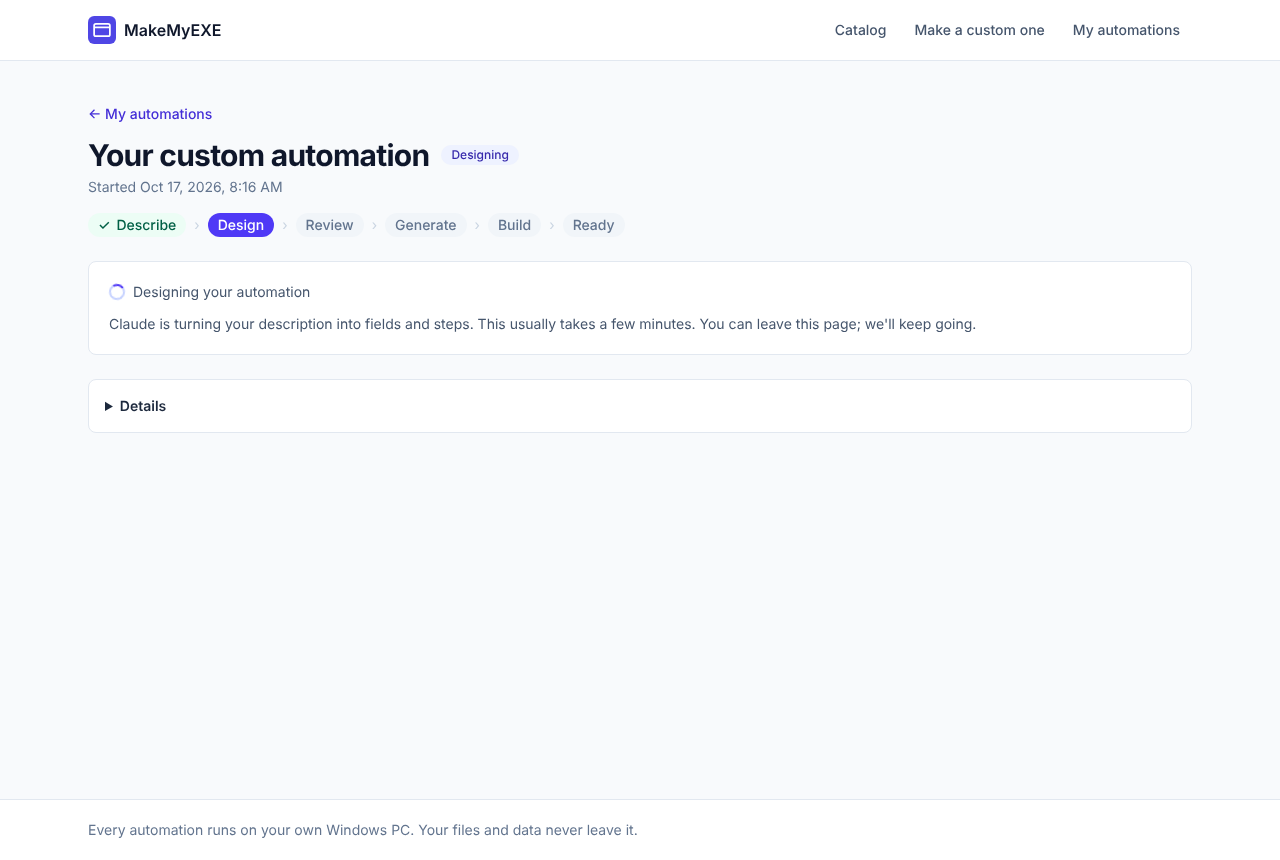 MakeMyEXE
Catalog
Make a custom one
My automations
← My automations
Your custom automation
Designing
Started Oct 17, 2026, 8:16 AM
✓ Describe › Design › Review › Generate › Build › Ready
Designing your automation
Claude is turning your description into fields and steps. This usually takes a few minutes. You can leave this page; we'll keep going.
▶ Details
Every automation runs on your own Windows PC. Your files and data never leave it.